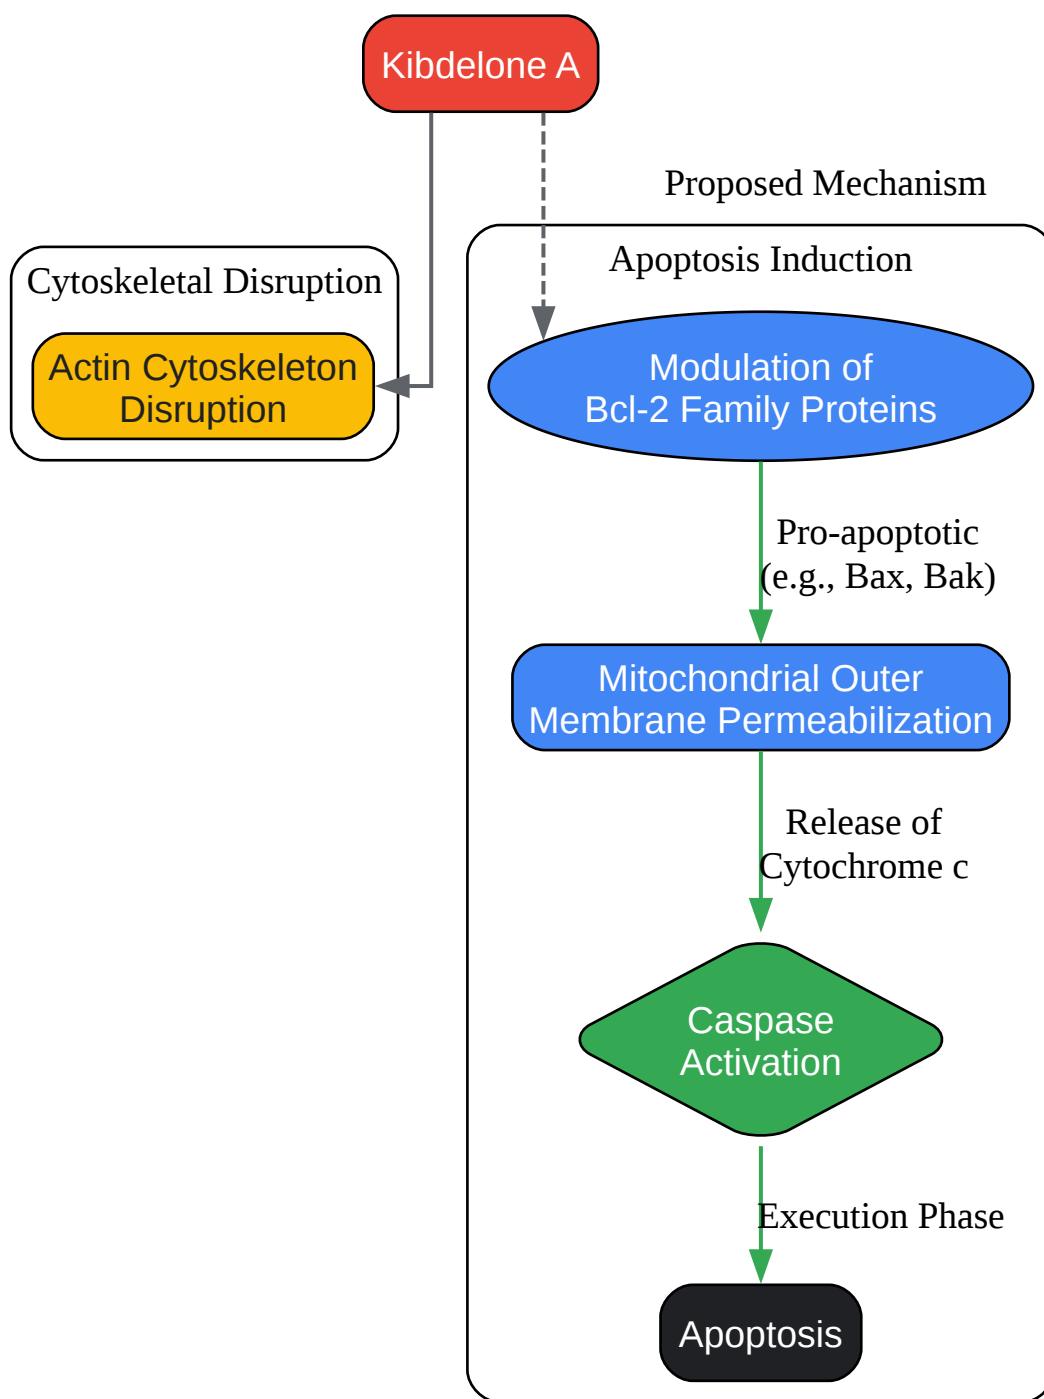 Kibdelone A
Proposed Mechanism
Cytoskeletal Disruption
Actin Cytoskeleton
Disruption
Apoptosis Induction
Modulation of
Bcl-2 Family Proteins
Pro-apoptotic
(e.g., Bax, Bak)
Mitochondrial Outer
Membrane Permeabilization
Release of
Cytochrome c
Caspase
Activation
Execution Phase
Apoptosis